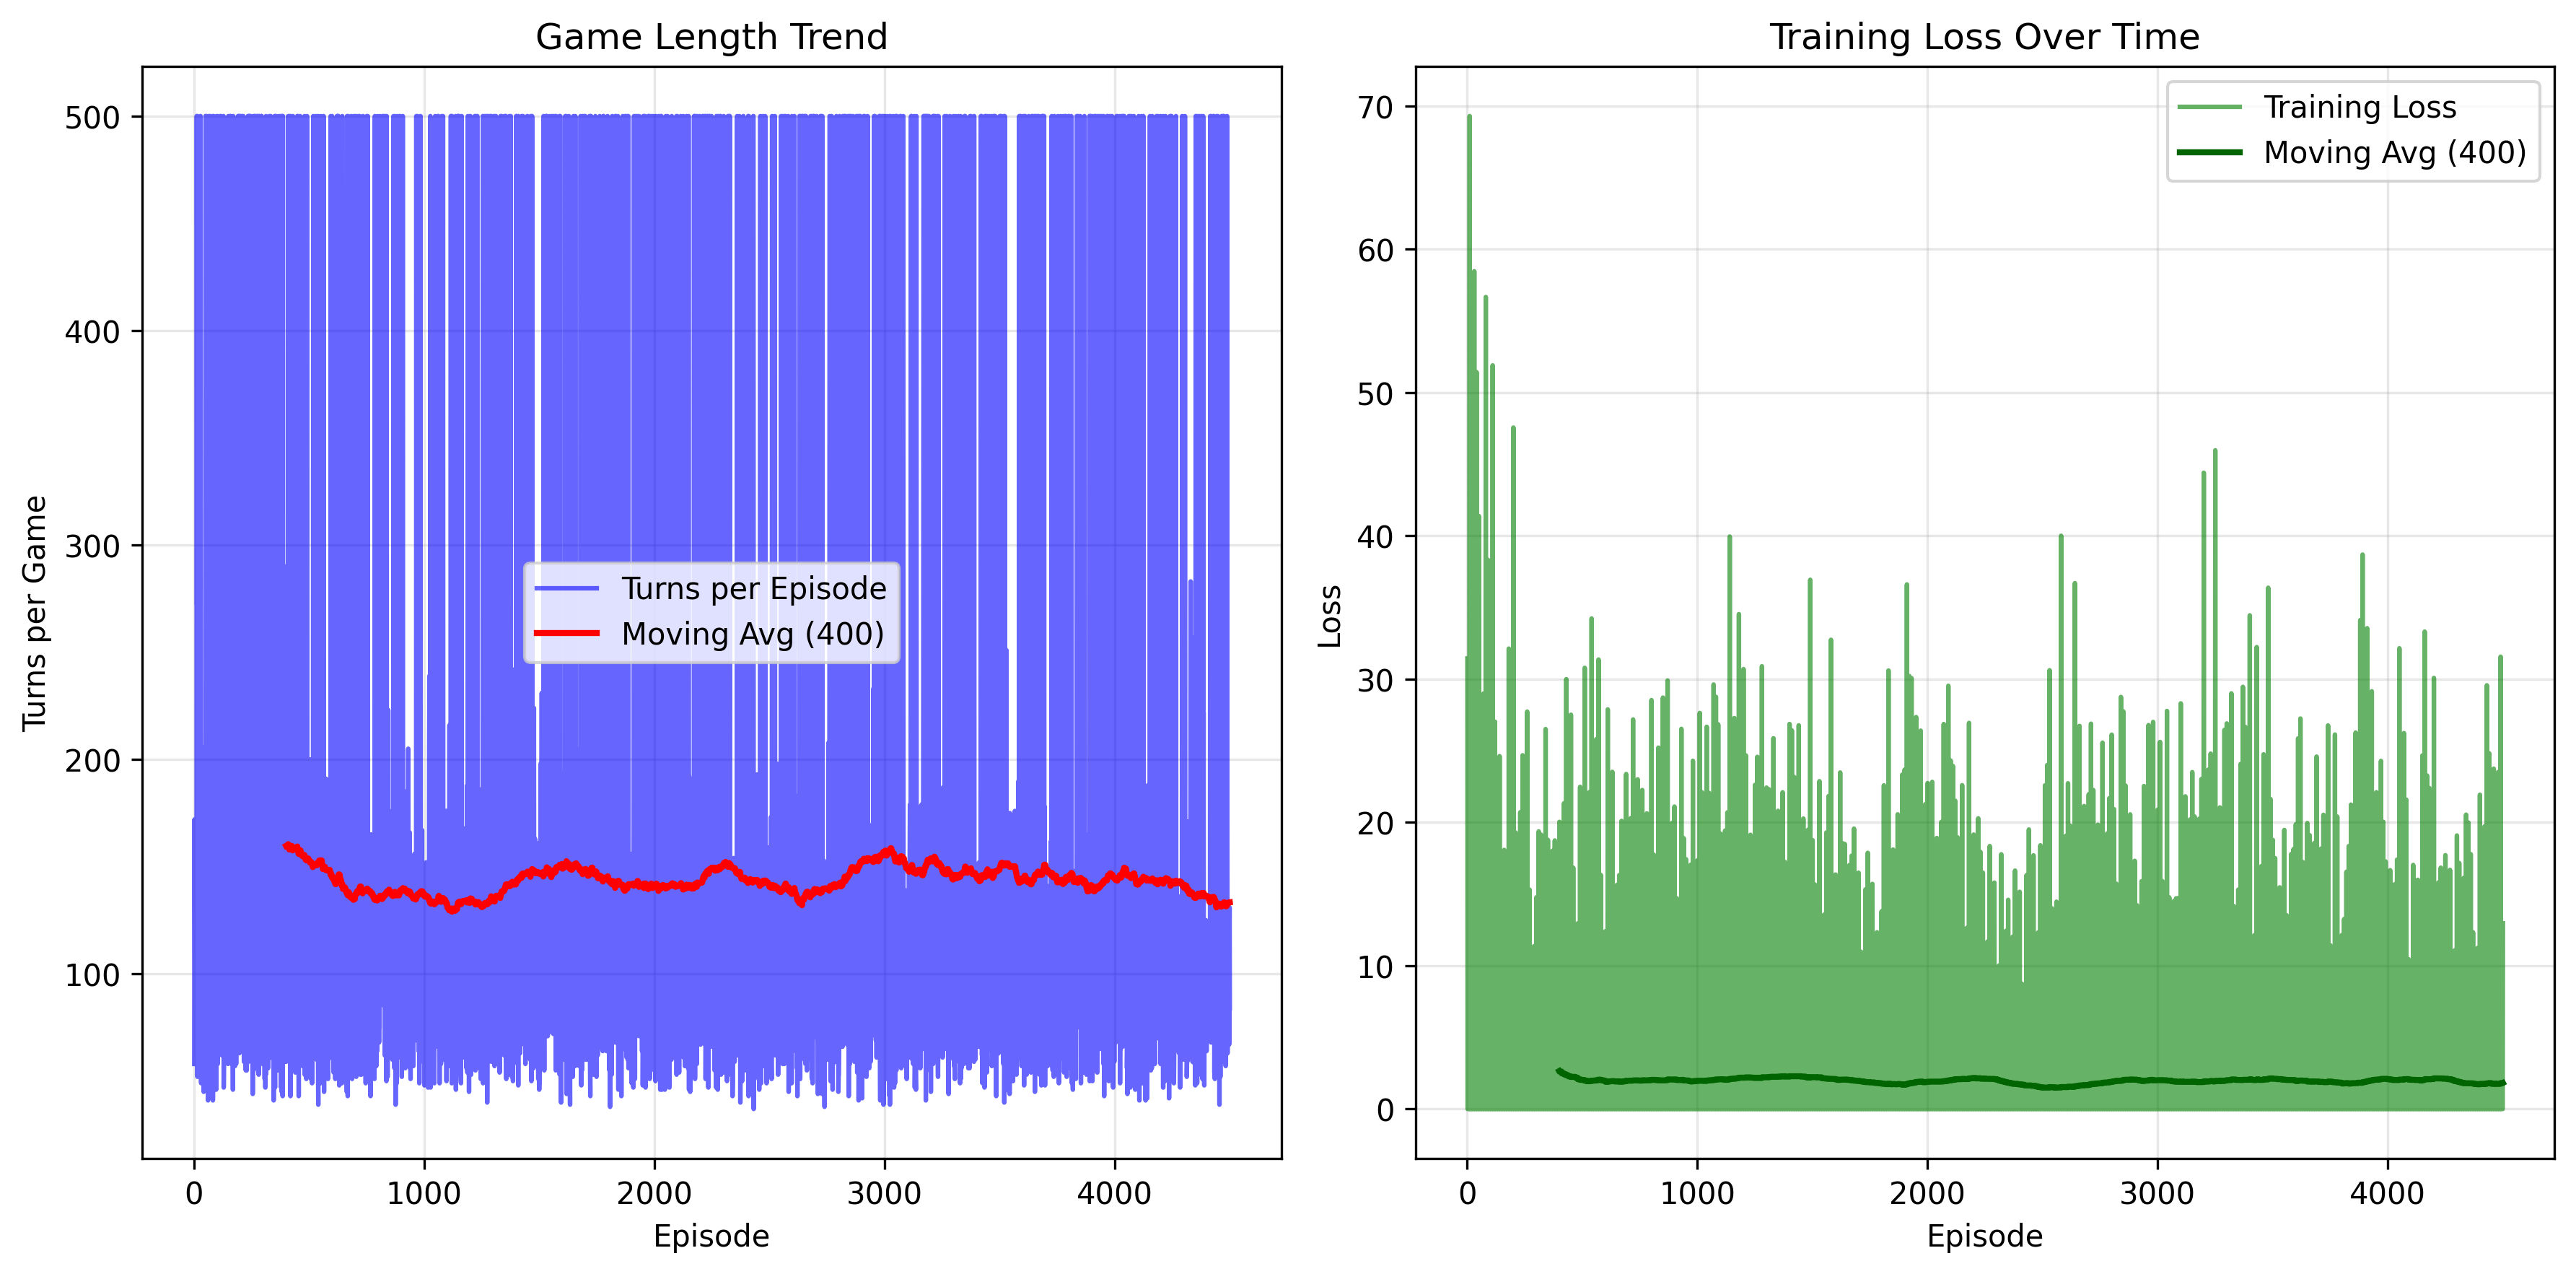 Game Length Trend
Turns per Game
500
400
300
200
100
Turns per Episode
Moving Avg (400)
0
1000
2000
3000
4000
Episode
Training Loss Over Time
Loss
70
60
50
40
30
20
10
0
Training Loss
Moving Avg (400)
0
1000
2000
3000
4000
Episode